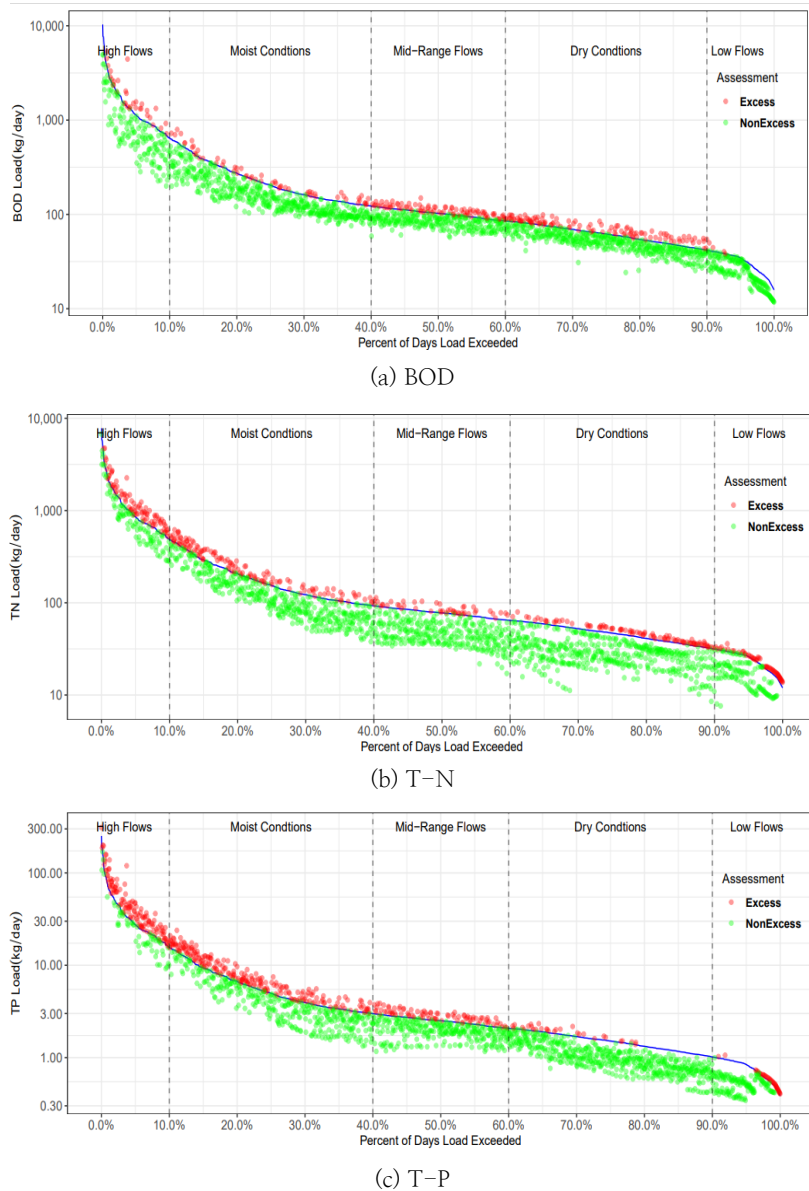 10,000
High Flows Moist Condtions Mid-Range Flows Dry Condtions Low Flows
Assessment
Excess
NonExcess
1,000
BOD Load(kg/day)
100
10
0.0% 10.0% 20.0% 30.0% 40.0% 50.0% 60.0% 70.0% 80.0% 90.0% 100.0%
Percent of Days Load Exceeded
(a) BOD
10,000
High Flows Moist Condtions Mid-Range Flows Dry Condtions Low Flows
Assessment
Excess
NonExcess
1,000
TN Load(kg/day)
100
10
0.0% 10.0% 20.0% 30.0% 40.0% 50.0% 60.0% 70.0% 80.0% 90.0% 100.0%
Percent of Days Load Exceeded
(b) T-N
300.00
High Flows Moist Condtions Mid-Range Flows Dry Condtions Low Flows
100.00
Assessment
Excess
NonExcess
30.00
10.00
TP Load(kg/day)
3.00
1.00
0.30
0.0% 10.0% 20.0% 30.0% 40.0% 50.0% 60.0% 70.0% 80.0% 90.0% 100.0%
Percent of Days Load Exceeded
(c) T-P